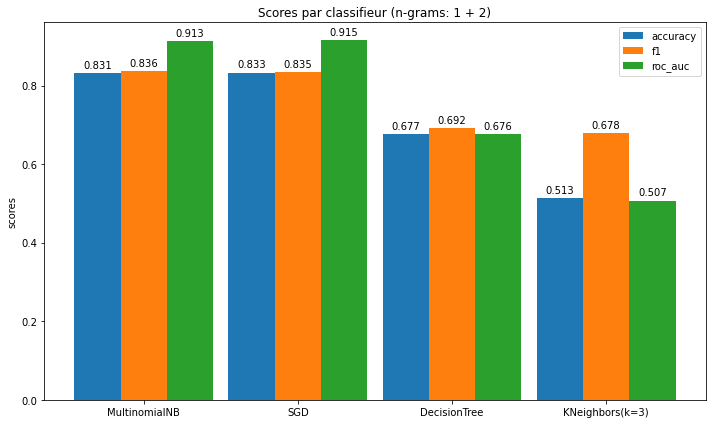 Scores par classifieur (n-grams: 1 + 2)
accuracy
f1
roc_auc
0.831
0.836
0.913
0.833
0.835
0.915
0.677
0.692
0.676
0.513
0.678
0.507
scores
0.8
0.6
0.4
0.2
0.0
MultinomialNB
SGD
DecisionTree
KNeighbors(k=3)